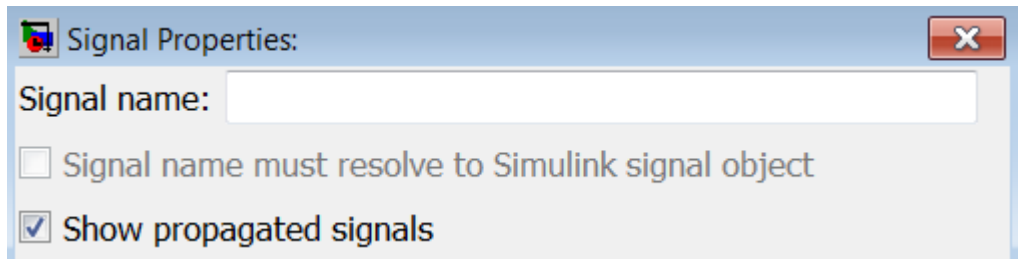 Signal Properties:
Signal name:
Signal name must resolve to Simulink signal object
Show propagated signals